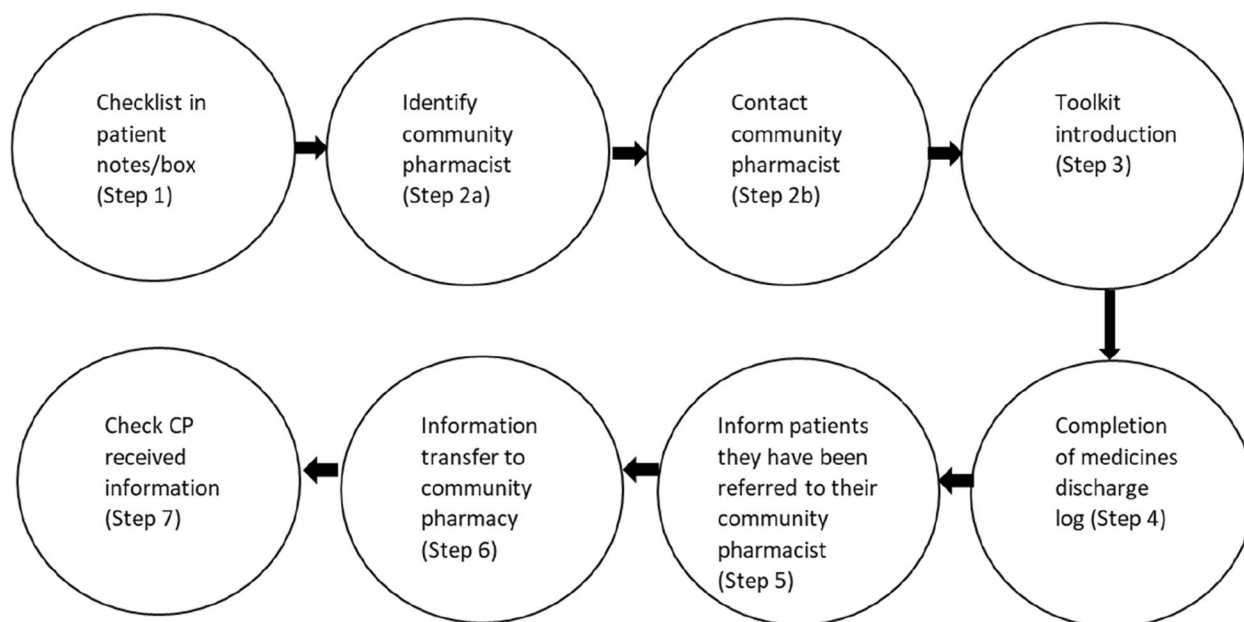 Checklist in
patient
notes/box
(Step 1)
Identify
community
pharmacist
(Step 2a)
Contact
community
pharmacist
(Step 2b)
Toolkit
introduction
(Step 3)
Completion
of medicines
discharge
log (Step 4)
Inform patients
they have been
referred to their
community
pharmacist
(Step 5)
Information
transfer to
community
pharmacy
(Step 6)
Check CP
received
information
(Step 7)